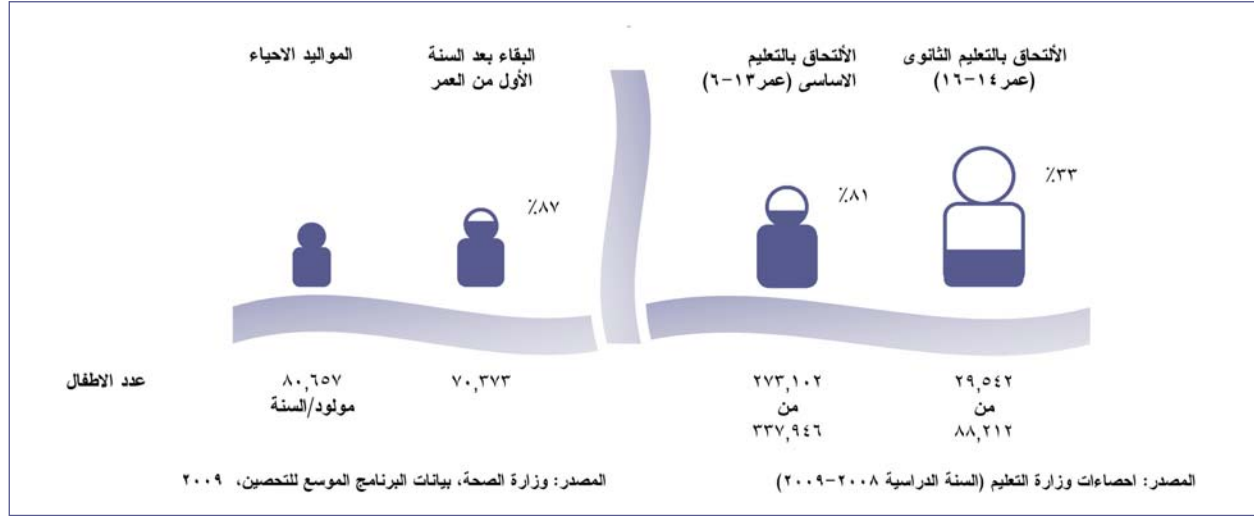 الألتحاق بالتعليم الثانوى
(عمر ١٤-١٦)
٪٣٣
٢٩,٥٤٢
من
٨٨,٢١٢
الألتحاق بالتعليم
الاساسى (عمر ١٣-٦)
٪٨١
٢٧٣,١٠٢
من
٣٣٧,٩٤٦
البقاء بعد السنة
الأول من العمر
٪٨٧
٧٠,٣٧٣
المواليد الاحياء
٨٠,٦٥٧
مولود/السنة
عدد الاطفال
المصدر: احصاءات وزارة التعليم (السنة الدراسية ٢٠٠٨-٢٠٠٩)
المصدر: وزارة الصحة، بيانات البرنامج الموسع للتحصين، ٢٠٠٩